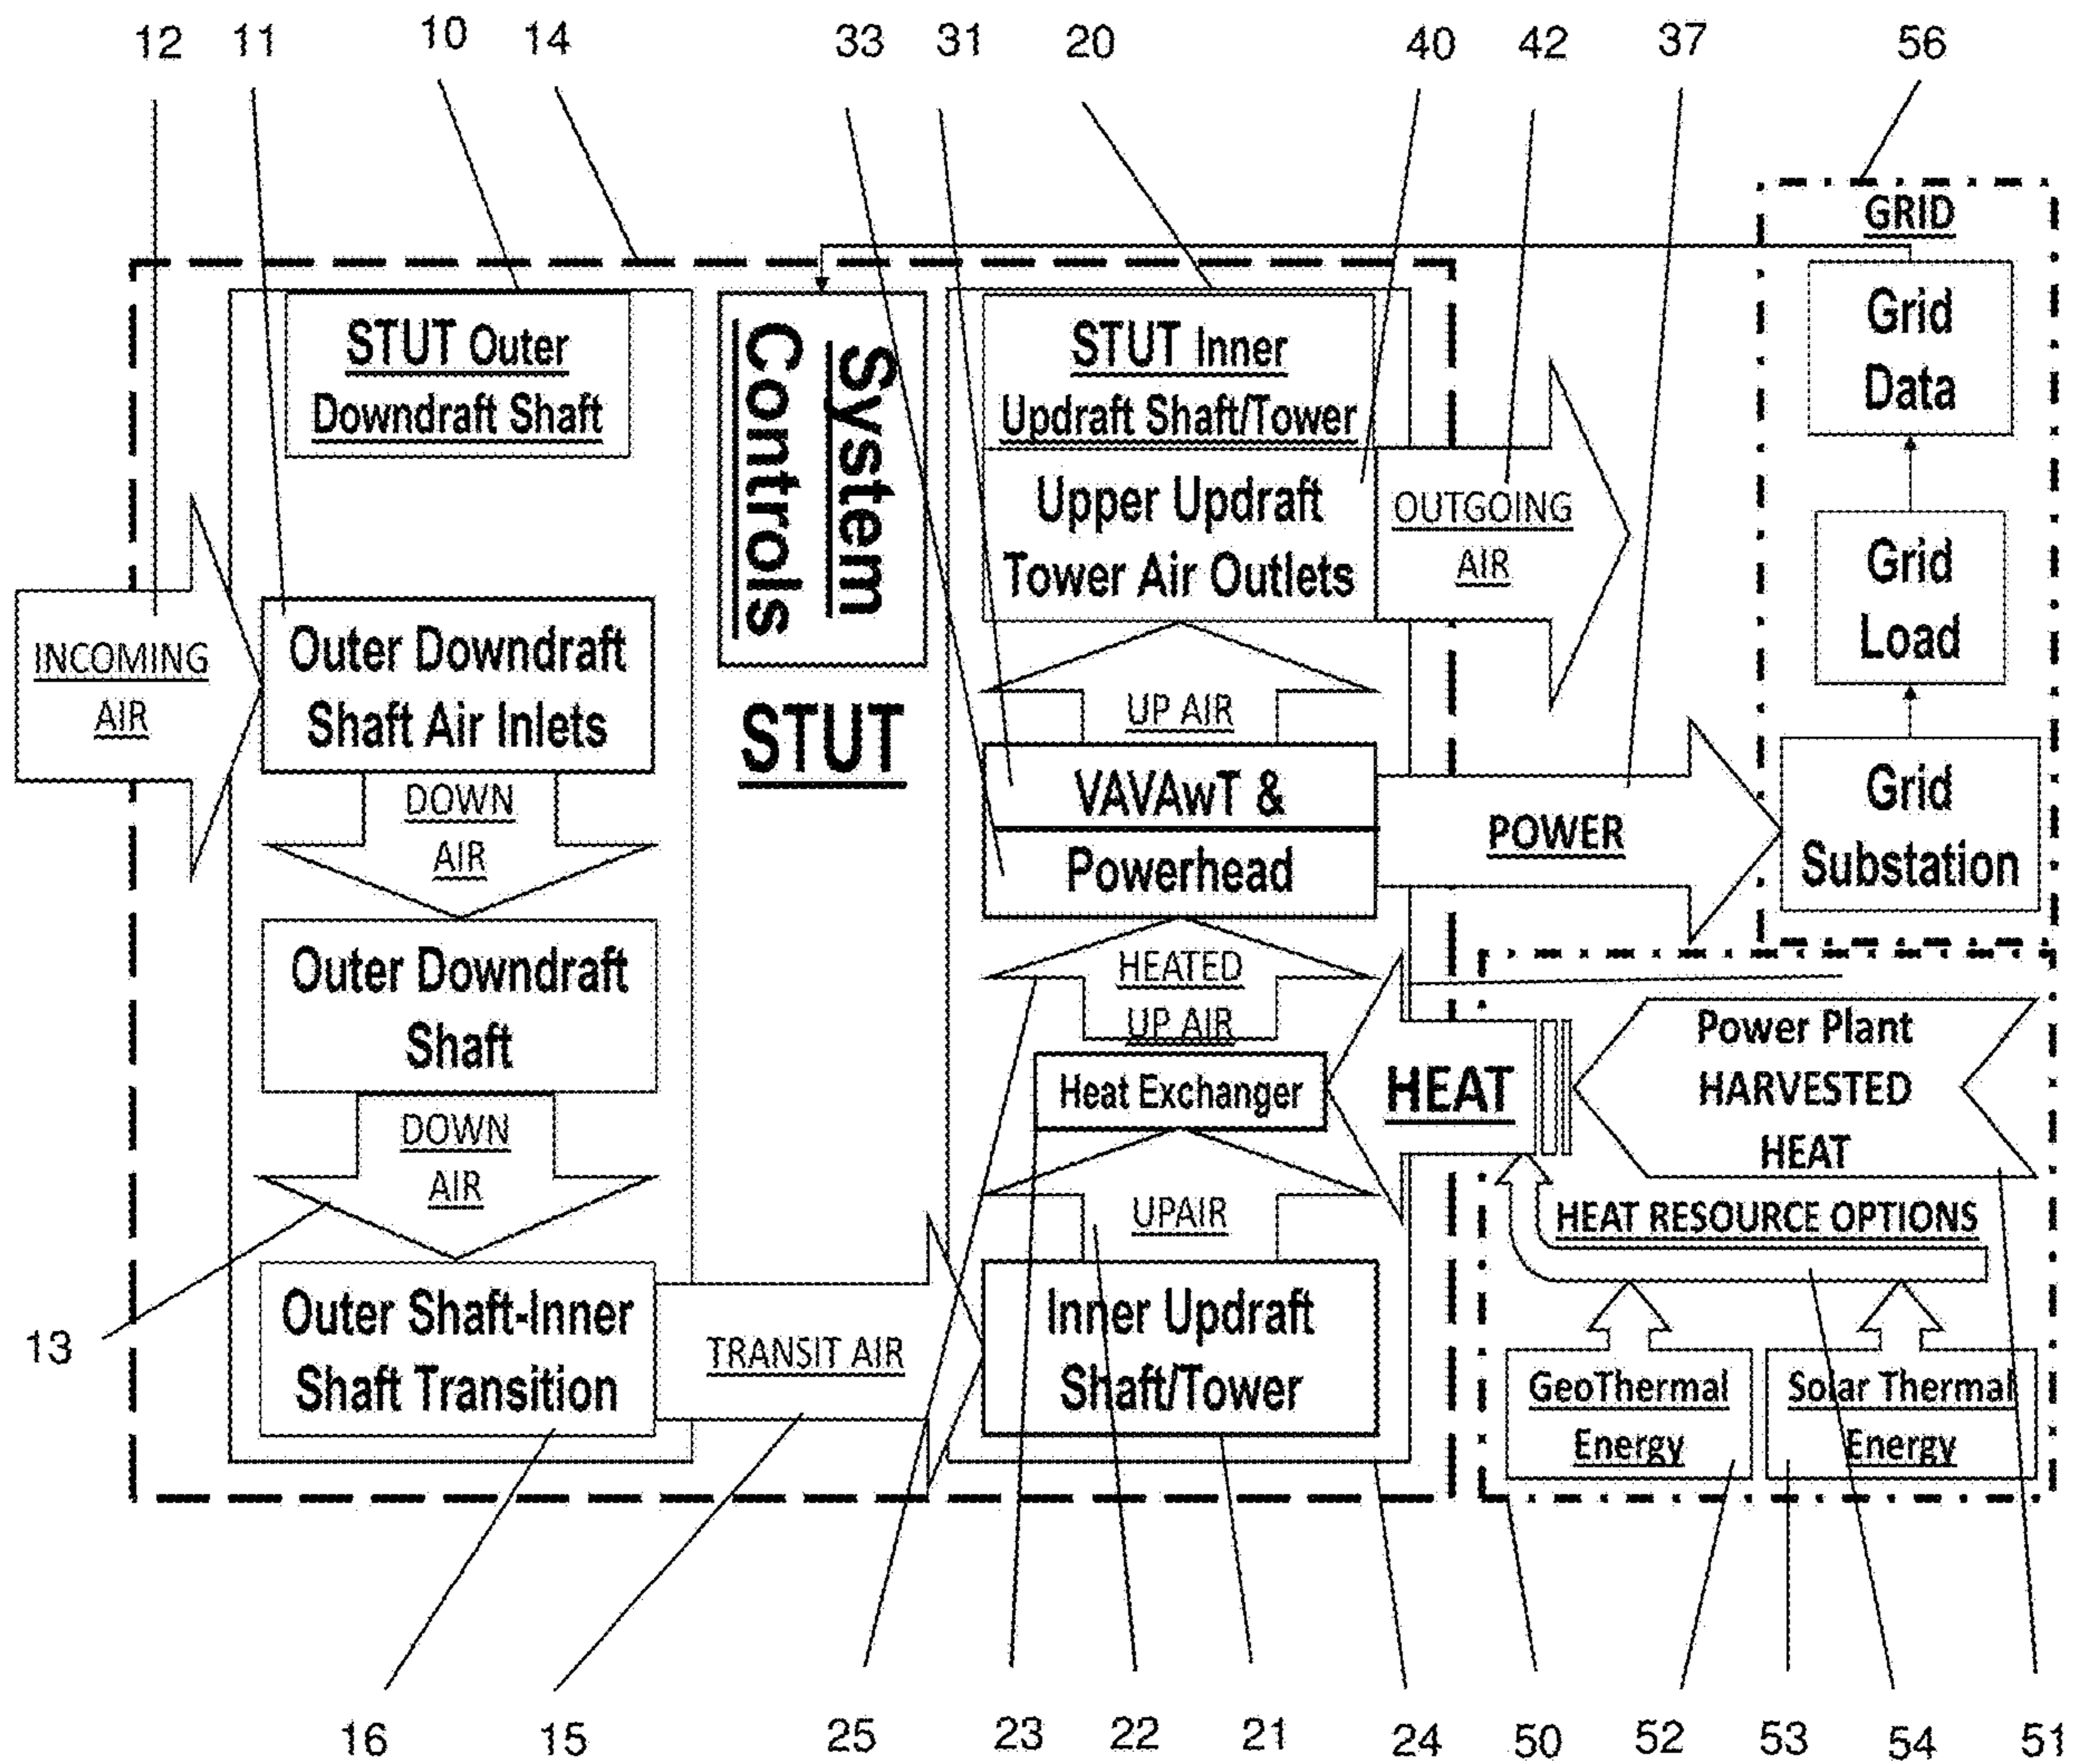 12
11
10
14
33
31
20
40
42
37
56
GRID
Grid
Data
Grid
Load
Grid
Substation
STUT Outer
Downdraft Shaft
System
Controls
STUT
STUT Inner
Updraft Shaft/Tower
Upper Updraft
Tower Air Outlets
OUTGOING
AIR
INCOMING
AIR
Outer Downdraft
Shaft Air Inlets
DOWN
AIR
Outer Downdraft
Shaft
DOWN
AIR
Outer Shaft-Inner
Shaft Transition
TRANSIT AIR
UP AIR
VAVAwT &
Powerhead
POWER
HEATED
UP AIR
Heat Exchanger
HEAT
UPAIR
Inner Updraft
Shaft/Tower
Power Plant
HARVESTED
HEAT
HEAT RESOURCE OPTIONS
GeoThermal
Energy
Solar Thermal
Energy
13
16
15
25
23
22
21
24
50
52
53
54
51